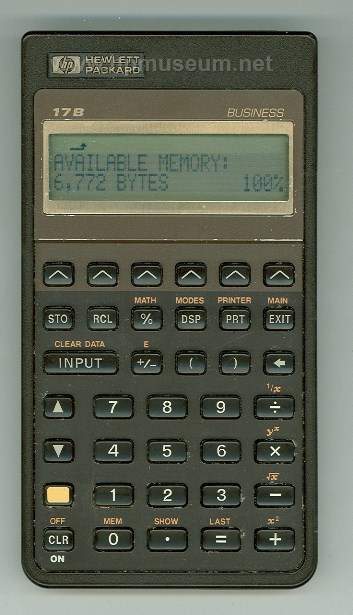 hp HEWLETT PACKARD museum.net
17B BUSINESS
AVAILABLE MEMORY:
6,772 BYTES 100%
MATH MODES PRINTER MAIN
STO RCL % DSP PRT EXIT
CLEAR DATA E
INPUT +/− ( ) ←
1/x
▲ 7 8 9 ÷
yˣ
▼ 4 5 6 ×
√x
1 2 3 −
OFF MEM SHOW LAST x²
CLR 0 · = +
ON